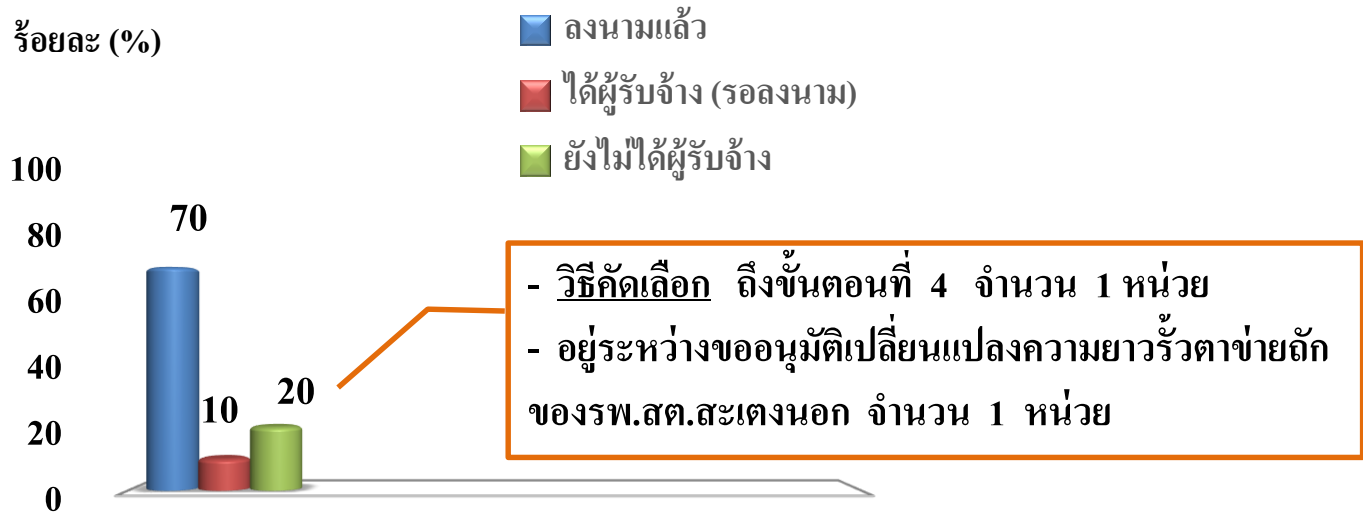 ร้อยละ (%)
ลงนามแล้ว
ได้ผู้รับจ้าง (รอลงนาม)
ยังไม่ได้ผู้รับจ้าง
100
80
60
40
20
0
70
10
20
- วิธีคัดเลือก ถึงขั้นตอนที่ 4 จำนวน 1 หน่วย
- อยู่ระหว่างขออนุมัติเปลี่ยนแปลงความยาวรั้วตาข่ายถัก
ของรพ.สต.สะเตงนอก จำนวน 1 หน่วย